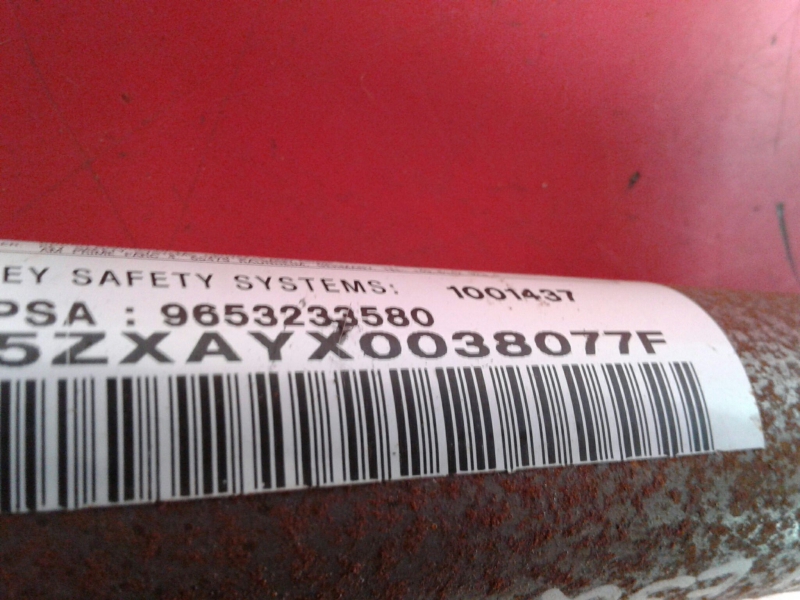 EY SAFETY SYSTEMS: 1001437
PSA : 9653233580
5ZXAYX0038077F